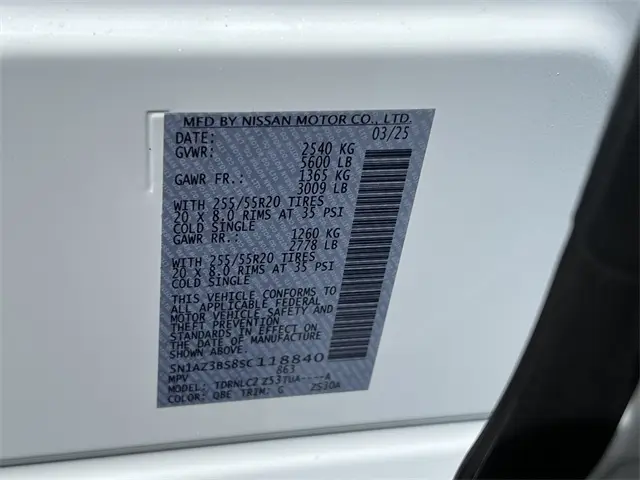 MFD BY NISSAN MOTOR CO., LTD.
DATE: 03/25
GVWR: 2540 KG
5600 LB
GAWR FR.: 1365 KG
3009 LB
WITH 255/55R20 TIRES
20 X 8.0 RIMS AT 35 PSI
COLD SINGLE
GAWR RR.: 1260 KG
2778 LB
WITH 255/55R20 TIRES
20 X 8.0 RIMS AT 35 PSI
COLD SINGLE
THIS VEHICLE CONFORMS TO
ALL APPLICABLE FEDERAL
MOTOR VEHICLE SAFETY AND
THEFT PREVENTION
STANDARDS IN EFFECT ON
THE DATE OF MANUFACTURE
SHOWN ABOVE.
5N1AZ3BS8SC118840
MPV 863
MODEL: TDRNLC2 Z53TUA----A
COLOR: QBE TRIM: G Z530A